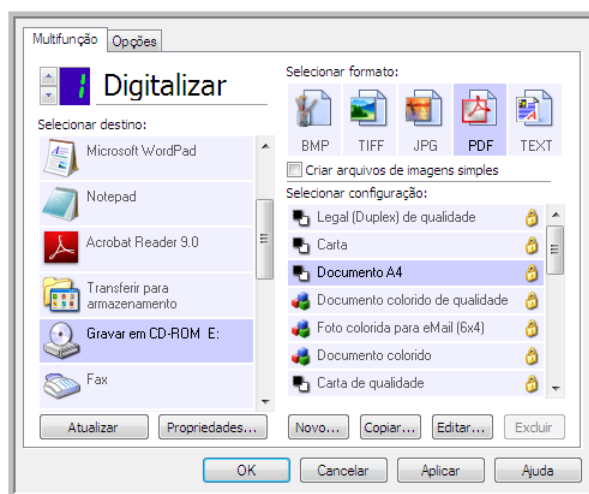 Multifunção
Opções
1 Digitalizar
Selecionar destino:
Microsoft WordPad
Notepad
Acrobat Reader 9.0
Transferir para
armazenamento
Gravar em CD-ROM E:
Fax
Atualizar
Propriedades...
Selecionar formato:
BMP
TIFF
JPG
PDF
TEXT
Criar arquivos de imagens simples
Selecionar configuração:
Legal (Duplex) de qualidade
Carta
Documento A4
Documento colorido de qualidade
Foto colorida para eMail (6x4)
Documento colorido
Carta de qualidade
Novo...
Copiar...
Editar...
Excluir
OK
Cancelar
Aplicar
Ajuda